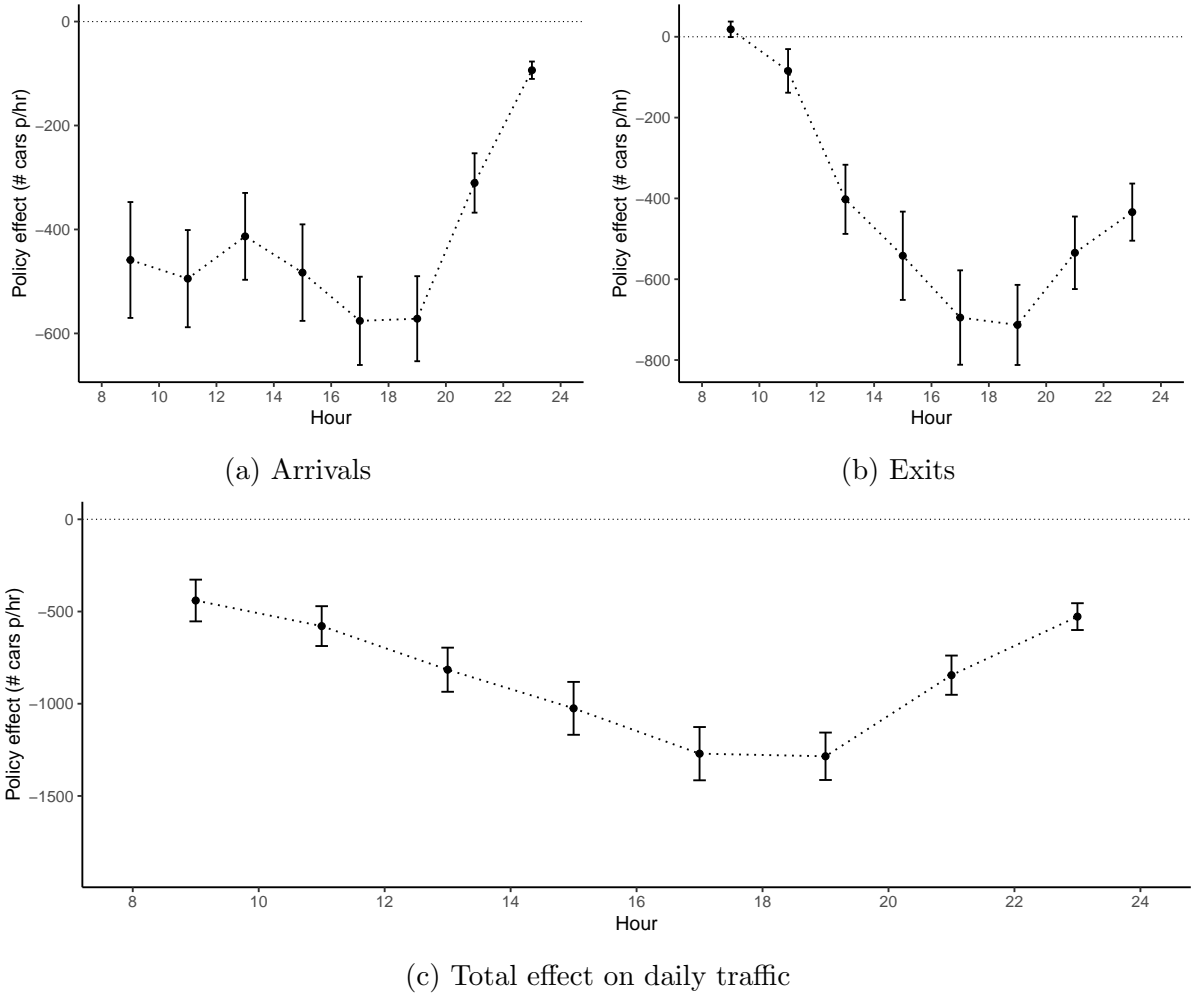 0
−200
−400
−600
Policy effect (# cars p/hr)
8 10 12 14 16 18 20 22 24
Hour
(a) Arrivals
0
−200
−400
−600
−800
Policy effect (# cars p/hr)
8 10 12 14 16 18 20 22 24
Hour
(b) Exits
0
−500
−1000
−1500
Policy effect (# cars p/hr)
8 10 12 14 16 18 20 22 24
Hour
(c) Total effect on daily traffic